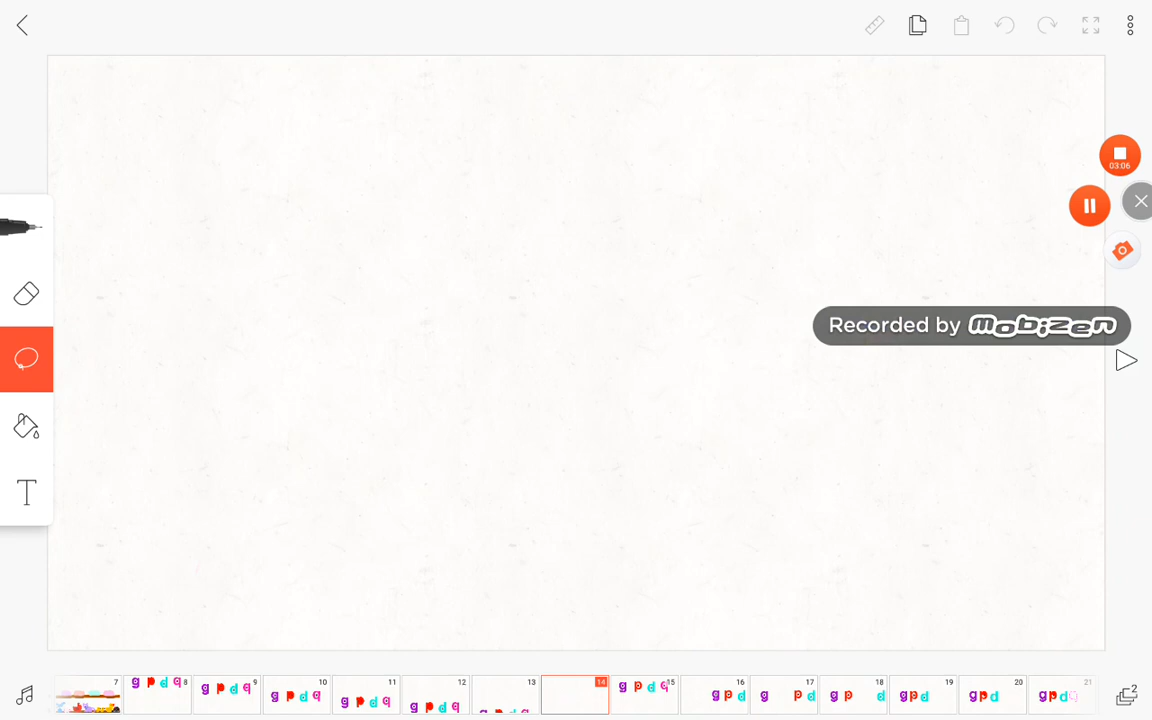 03:06
Recorded by mobizen
T
2
7
g p d q 8
g p d q 9
g p d q 10
g p d q 11
g p d q 12
13
14
g p d q 15
g p d 16
g p d 17
g p d 18
g p d 19
g p d 20
g p d q 21